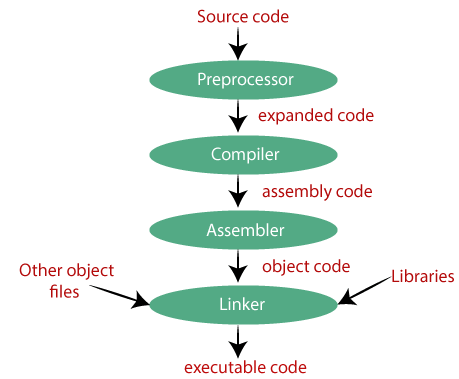 Source code
Preprocessor
expanded code
Compiler
assembly code
Assembler
object code
Other object
files
Libraries
Linker
executable code